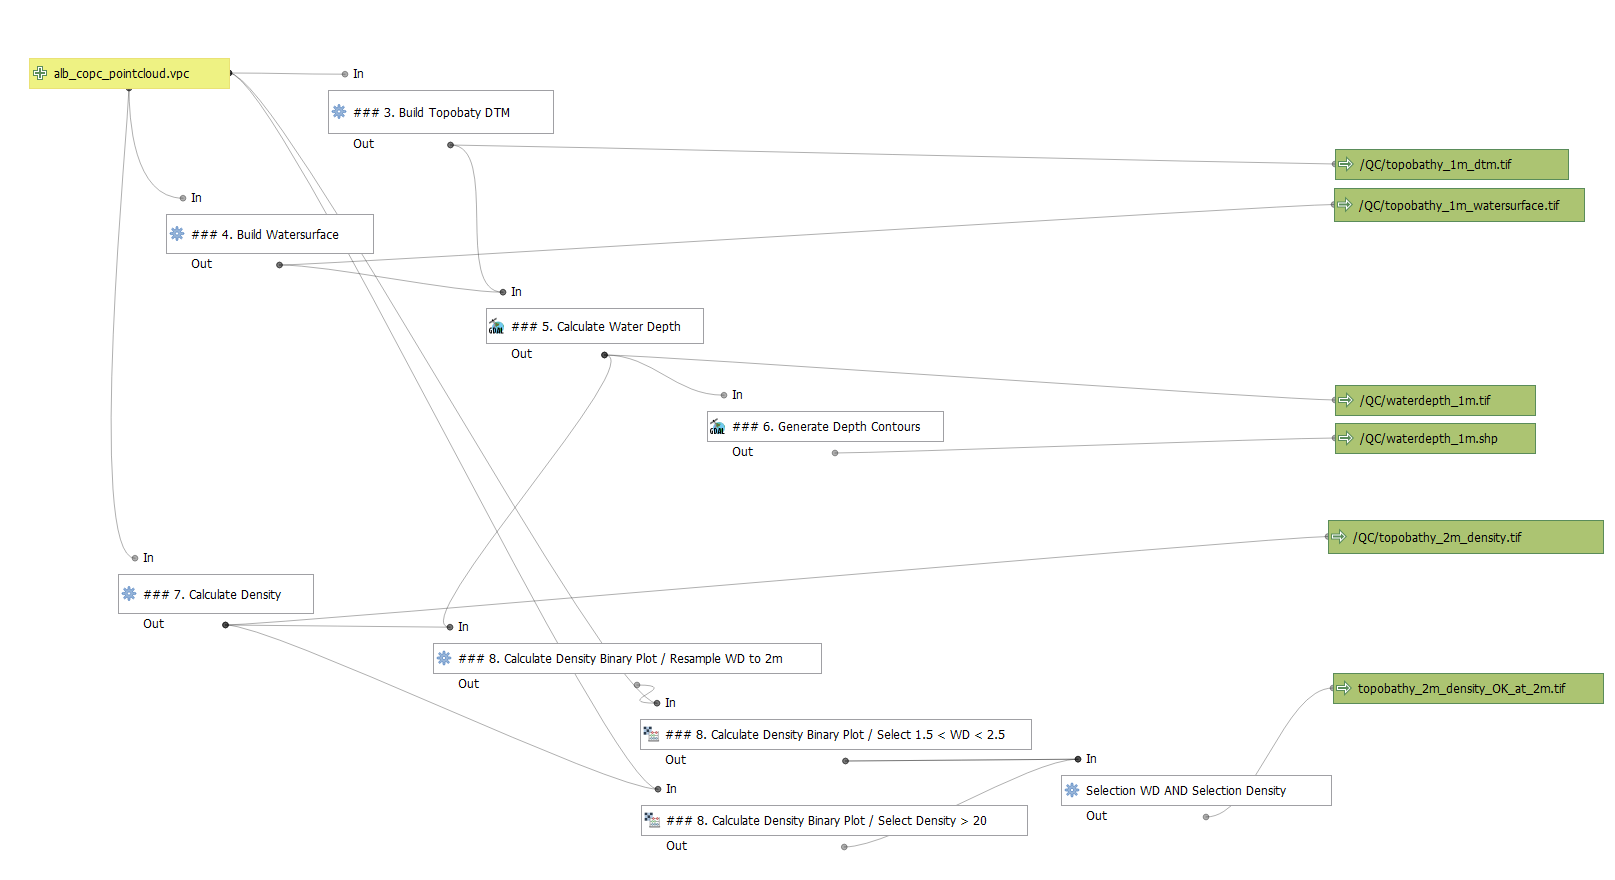 alb_copc_pointcloud.vpc
In
### 3. Build Topobaty DTM
Out
/QC/topobathy_1m_dtm.tif
In
/QC/topobathy_1m_watersurface.tif
### 4. Build Watersurface
Out
In
### 5. Calculate Water Depth
Out
In
/QC/waterdepth_1m.tif
### 6. Generate Depth Contours
/QC/waterdepth_1m.shp
Out
/QC/topobathy_2m_density.tif
In
### 7. Calculate Density
Out
In
### 8. Calculate Density Binary Plot / Resample WD to 2m
Out
topobathy_2m_density_OK_at_2m.tif
In
### 8. Calculate Density Binary Plot / Select 1.5 < WD < 2.5
Out
In
Selection WD AND Selection Density
Out
In
### 8. Calculate Density Binary Plot / Select Density > 20
Out
GDAL
GDAL